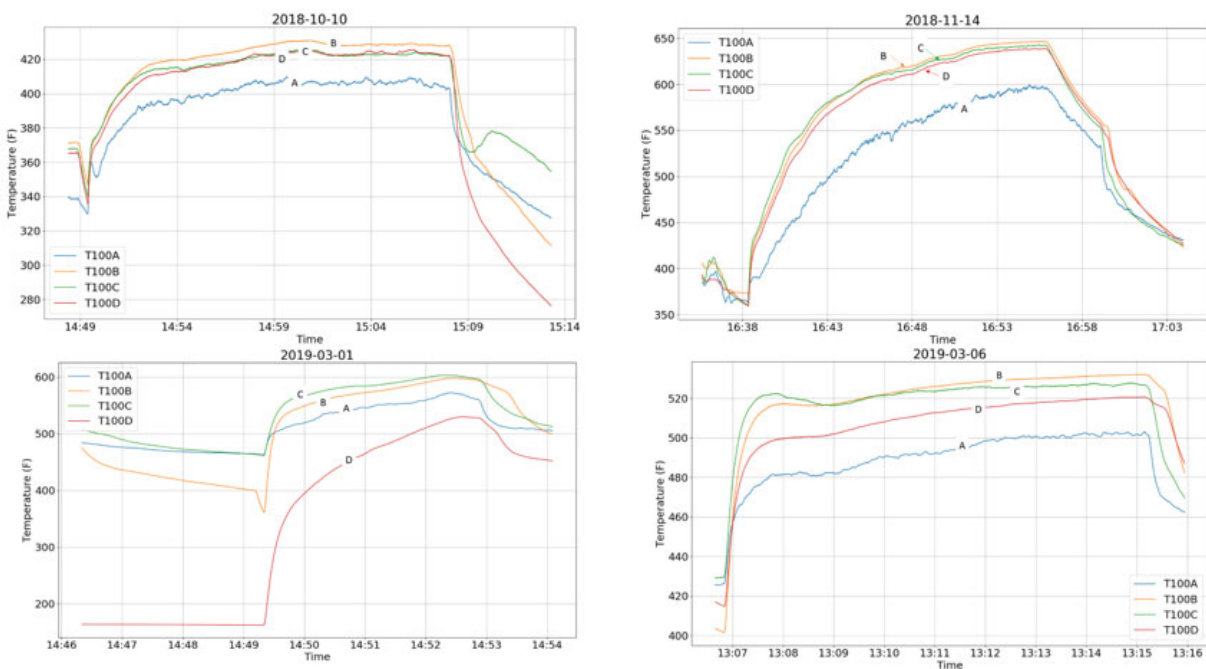 2018-10-10
Temperature (F)
420
400
380
360
340
320
300
280
B
C
D
A
T100A
T100B
T100C
T100D
14:49 14:54 14:59 15:04 15:09 15:14
Time
2018-11-14
Temperature (F)
650
600
550
500
450
400
350
T100A
T100B
T100C
T100D
B
C
D
A
16:38 16:43 16:48 16:53 16:58 17:03
Time
2019-03-01
Temperature (F)
600
500
400
300
200
T100A
T100B
T100C
T100D
C
B
A
D
14:46 14:47 14:48 14:49 14:50 14:51 14:52 14:53 14:54
Time
2019-03-06
Temperature (F)
520
500
480
460
440
420
400
B
C
D
A
T100A
T100B
T100C
T100D
13:07 13:08 13:09 13:10 13:11 13:12 13:13 13:14 13:15 13:16
Time